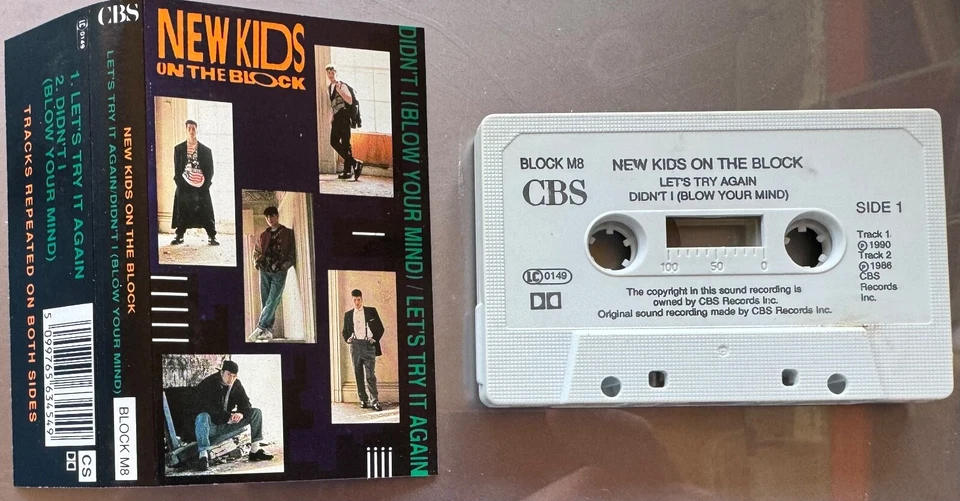 1. LET'S TRY IT AGAIN
2. DIDN'T I
(BLOW YOUR MIND)
TRACKS REPEATED ON BOTH SIDES
5 099765 634549
CS
LC 0149
CBS
NEW KIDS ON THE BLOCK
LET'S TRY IT AGAIN/DIDN'T I (BLOW YOUR MIND)
BLOCK M8
NEW KIDS
ON THE BLOCK
DIDN'T I (BLOW YOUR MIND) / LET'S TRY IT AGAIN
BLOCK M8
CBS
NEW KIDS ON THE BLOCK
LET'S TRY AGAIN
DIDN'T I (BLOW YOUR MIND)
SIDE 1
100 50 0
LC 0149
Track 1
℗ 1990
Track 2
℗ 1986
CBS
Records
Inc.
The copyright in this sound recording is
owned by CBS Records Inc.
Original sound recording made by CBS Records Inc.